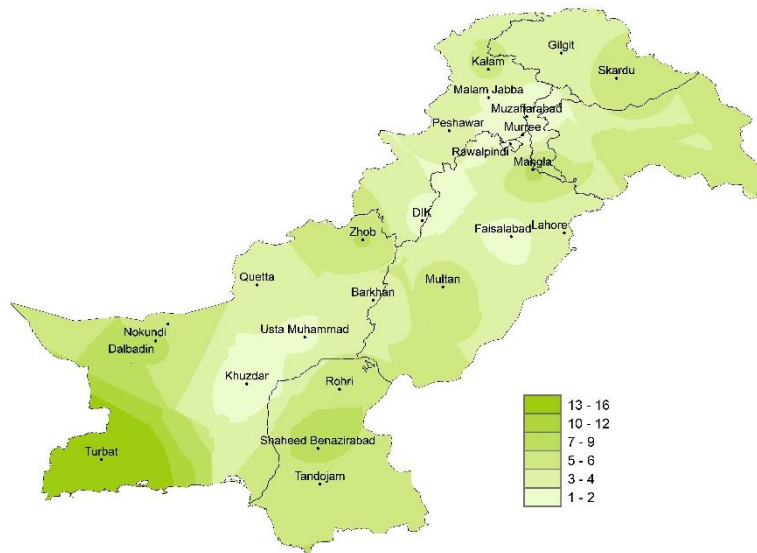 Gilgit
Kalam
Skardu
Malam Jabba
Muzaffarabad
Peshawar
Murree
Rawalpindi
Mangla
DIK
Faisalabad
Lahore
Zhob
Quetta
Multan
Barkhan
Nokundi
Usta Muhammad
Dalbadin
Khuzdar
Rohri
13 - 16
10 - 12
Shaheed Benazirabad
7 - 9
Turbat
5 - 6
Tandojam
3 - 4
1 - 2